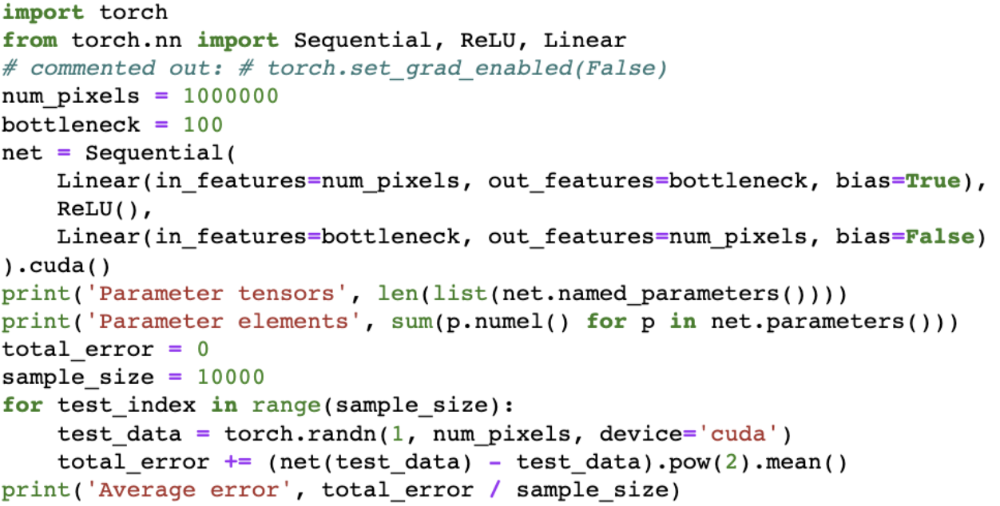 import torch
from torch.nn import Sequential, ReLU, Linear
# commented out: # torch.set_grad_enabled(False)
num_pixels = 1000000
bottleneck = 100
net = Sequential(
    Linear(in_features=num_pixels, out_features=bottleneck, bias=True),
    ReLU(),
    Linear(in_features=bottleneck, out_features=num_pixels, bias=False)
).cuda()
print('Parameter tensors', len(list(net.named_parameters())))
print('Parameter elements', sum(p.numel() for p in net.parameters()))
total_error = 0
sample_size = 10000
for test_index in range(sample_size):
    test_data = torch.randn(1, num_pixels, device='cuda')
    total_error += (net(test_data) - test_data).pow(2).mean()
print('Average error', total_error / sample_size)